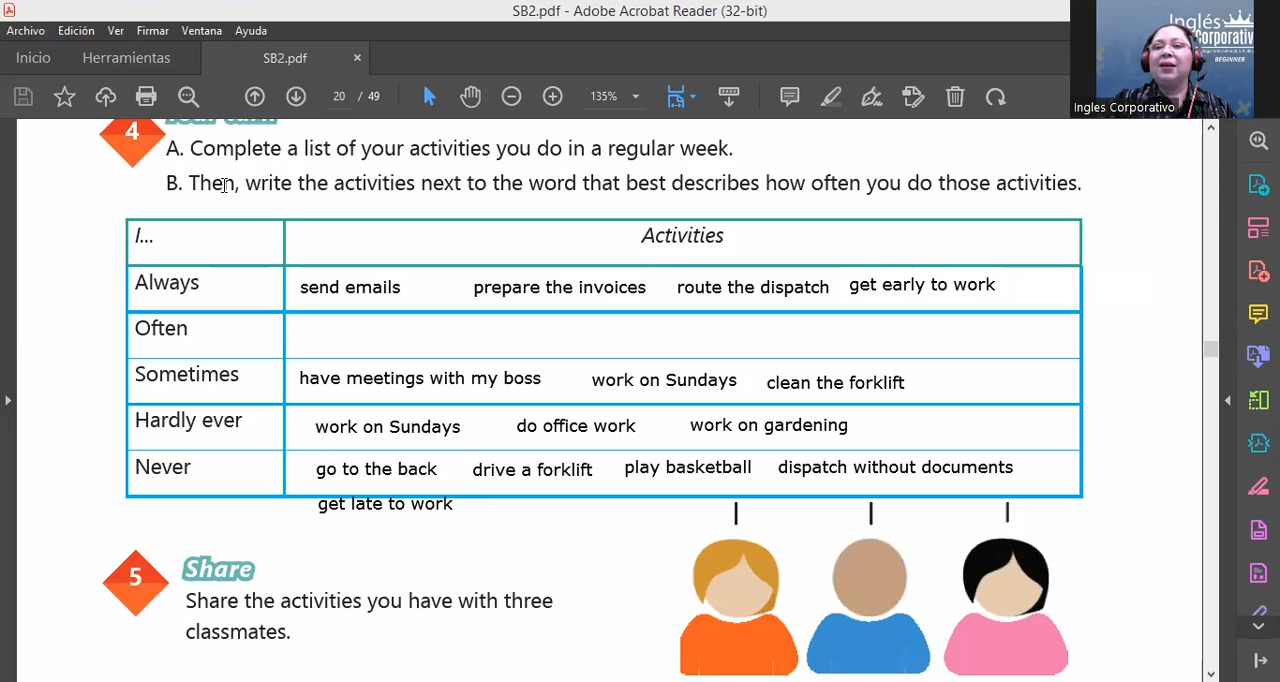 SB2.pdf - Adobe Acrobat Reader (32-bit)
Archivo Edición Ver Firmar Ventana Ayuda
Inicio Herramientas SB2.pdf ×
20 / 49 135%
Inglés
Corporativo
BEGINNER
Ingles Corporativo
4
A. Complete a list of your activities you do in a regular week.
B. Then, write the activities next to the word that best describes how often you do those activities.
I... Activities
Always send emails prepare the invoices route the dispatch get early to work
Often
Sometimes have meetings with my boss work on Sundays clean the forklift
Hardly ever work on Sundays do office work work on gardening
Never go to the back drive a forklift play basketball dispatch without documents
get late to work
5 Share
Share the activities you have with three
classmates.